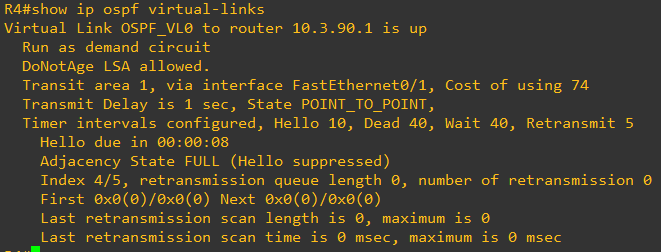 R4#show ip ospf virtual-links
Virtual Link OSPF_VL0 to router 10.3.90.1 is up
Run as demand circuit
DoNotAge LSA allowed.
Transit area 1, via interface FastEthernet0/1, Cost of using 74
Transmit Delay is 1 sec, State POINT_TO_POINT,
Timer intervals configured, Hello 10, Dead 40, Wait 40, Retransmit 5
Hello due in 00:00:08
Adjacency State FULL (Hello suppressed)
Index 4/5, retransmission queue length 0, number of retransmission 0
First 0x0(0)/0x0(0) Next 0x0(0)/0x0(0)
Last retransmission scan length is 0, maximum is 0
Last retransmission scan time is 0 msec, maximum is 0 msec
R4#